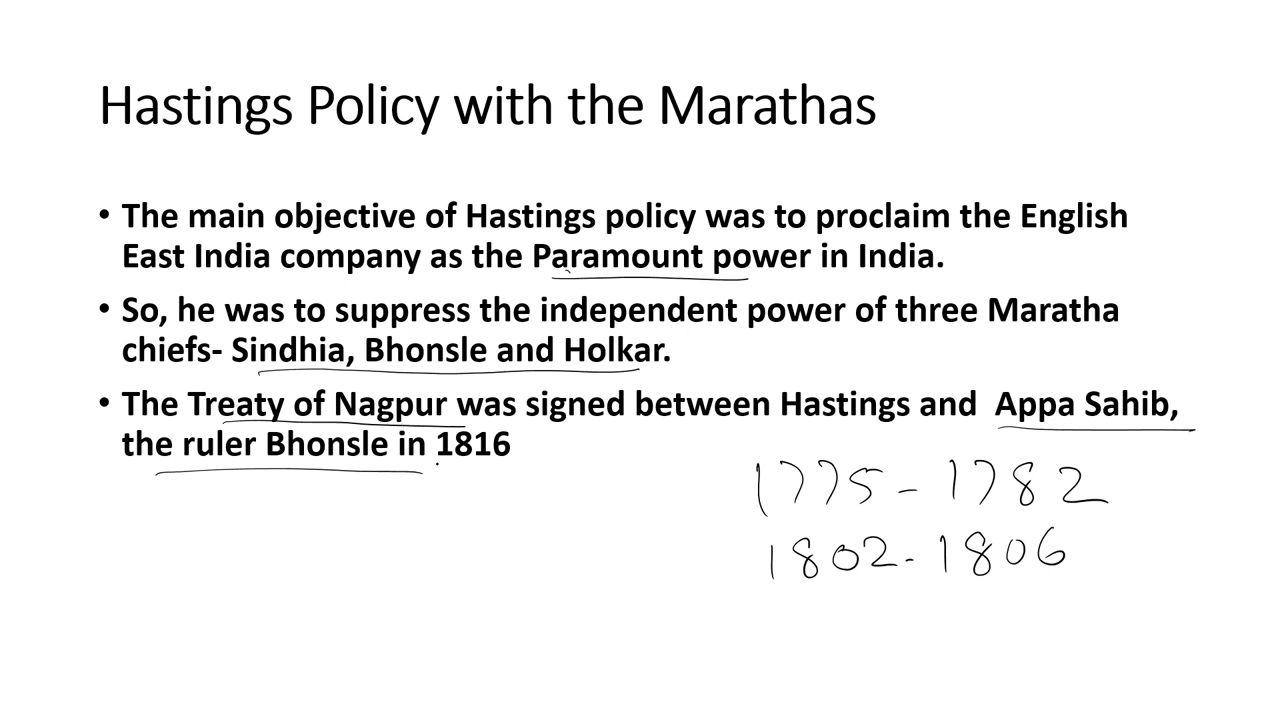 Hastings Policy with the Marathas
• The main objective of Hastings policy was to proclaim the English
East India company as the Paramount power in India.
• So, he was to suppress the independent power of three Maratha
chiefs- Sindhia, Bhonsle and Holkar.
• The Treaty of Nagpur was signed between Hastings and Appa Sahib,
the ruler Bhonsle in 1816
1775 - 1782
1802 - 1806